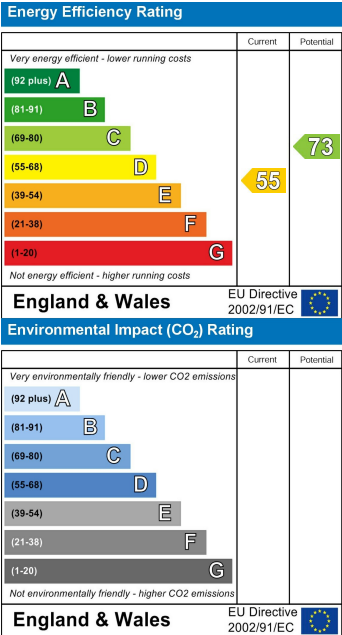 Energy Efficiency Rating
Current Potential
Very energy efficient - lower running costs
(92 plus) A
(81-91) B
(69-80) C
73
(55-68) D
55
(39-54) E
(21-38) F
(1-20) G
Not energy efficient - higher running costs
England & Wales
EU Directive
2002/91/EC
Environmental Impact (CO2) Rating
Current Potential
Very environmentally friendly - lower CO2 emissions
(92 plus) A
(81-91) B
(69-80) C
(55-68) D
(39-54) E
(21-38) F
(1-20) G
Not environmentally friendly - higher CO2 emissions
England & Wales
EU Directive
2002/91/EC